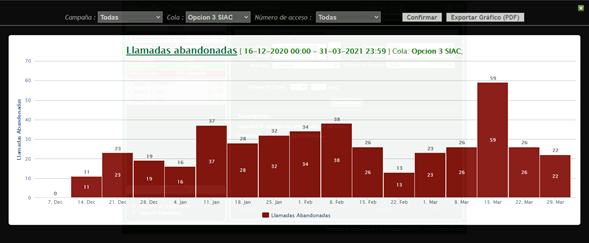 Campaña : Todas Cola : Opcion 3 SIAC Número de acceso : Todas Confirmar Exportar Gráfico (PDF)
Llamadas abandonadas [ 16-12-2020 00:00 - 31-03-2021 23:59 ] Cola: Opcion 3 SIAC;
Llamadas Abandonadas
70
60
50
40
30
20
10
0
0 11 23 19 16 37 28 32 34 38 26 13 23 26 59 26 22
11 23 19 16 37 28 32 34 38 26 13 23 26 59 26 22
7. Dec 14. Dec 21. Dec 28. Dec 4. Jan 11. Jan 18. Jan 25. Jan 1. Feb 8. Feb 15. Feb 22. Feb 1. Mar 8. Mar 15. Mar 22. Mar 29. Mar
Llamadas Abandonadas